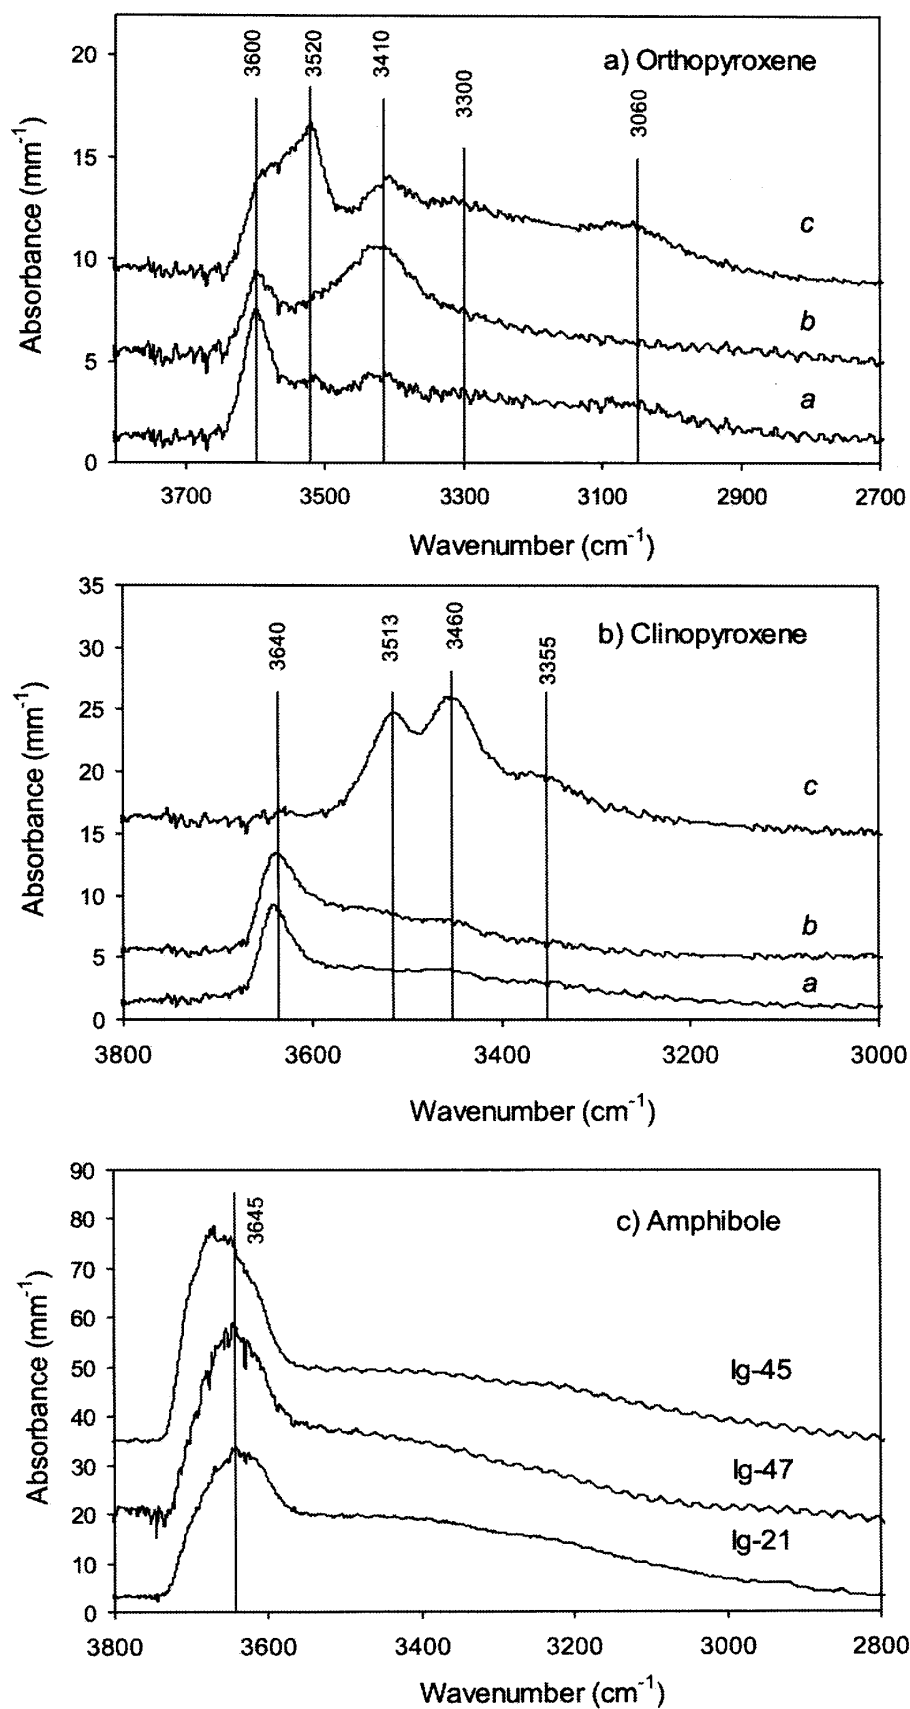 3600
3520
3410
3300
3060
a) Orthopyroxene
20
15
10
5
0
c
b
a
Absorbance (mm-1)
3700 3500 3300 3100 2900 2700
Wavenumber (cm-1)
3640
3513
3460
3355
b) Clinopyroxene
35
30
25
20
15
10
5
0
c
b
a
Absorbance (mm-1)
3800 3600 3400 3200 3000
Wavenumber (cm-1)
3645
c) Amphibole
90
80
70
60
50
40
30
20
10
0
Ig-45
Ig-47
Ig-21
Absorbance (mm-1)
3800 3600 3400 3200 3000 2800
Wavenumber (cm-1)